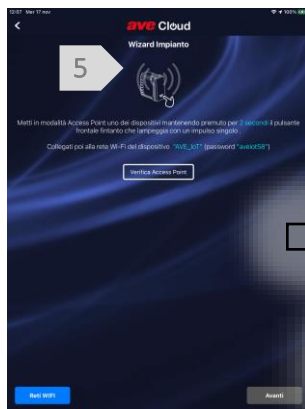 12:57 Mar 17 nov
100%
ave Cloud
Wizard Impianto
5
Metti in modalità Access Point uno dei dispositivi mantenendo premuto per 2 secondi il pulsante
frontale fintanto che lampeggia con un impulso singolo.
Collegati poi alla rete Wi-Fi del dispositivo "AVE_IoT" (password "aveiot58")
Verifica Access Point
Reti WIFI
Avanti